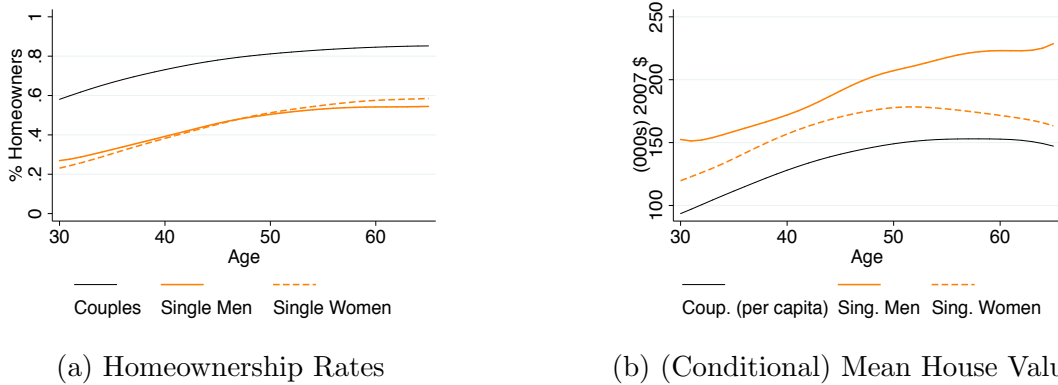 % Homeowners
1
.8
.6
.4
.2
0
30 40 50 60
Age
Couples Single Men Single Women
(a) Homeownership Rates
(000s) 2007 $
250
200
150
100
30 40 50 60
Age
Coup. (per capita) Sing. Men Sing. Women
(b) (Conditional) Mean House Valu